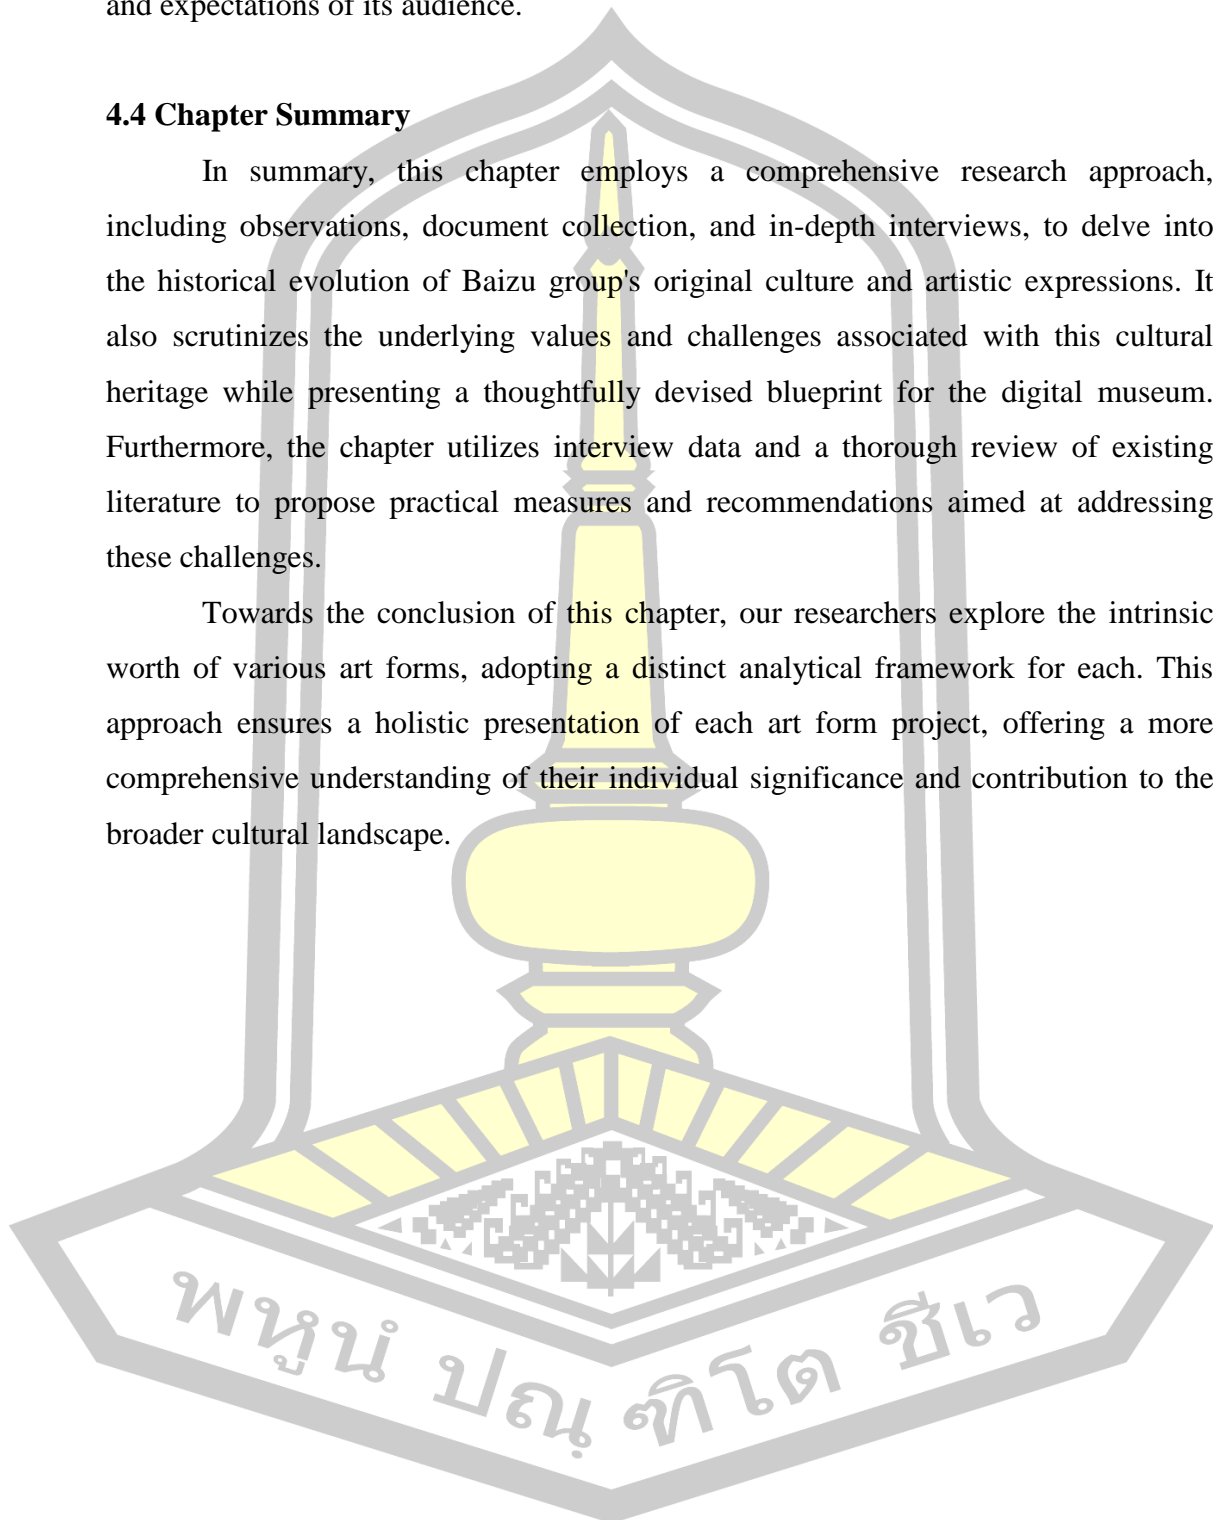 and expectations of its audience.
4.4 Chapter Summary
In summary, this chapter employs a comprehensive research approach,
including observations, document collection, and in-depth interviews, to delve into
the historical evolution of Baizu group's original culture and artistic expressions. It
also scrutinizes the underlying values and challenges associated with this cultural
heritage while presenting a thoughtfully devised blueprint for the digital museum.
Furthermore, the chapter utilizes interview data and a thorough review of existing
literature to propose practical measures and recommendations aimed at addressing
these challenges.
Towards the conclusion of this chapter, our researchers explore the intrinsic
worth of various art forms, adopting a distinct analytical framework for each. This
approach ensures a holistic presentation of each art form project, offering a more
comprehensive understanding of their individual significance and contribution to the
broader cultural landscape.
พหูนํ ปณฺ ฑิโต ชีเว